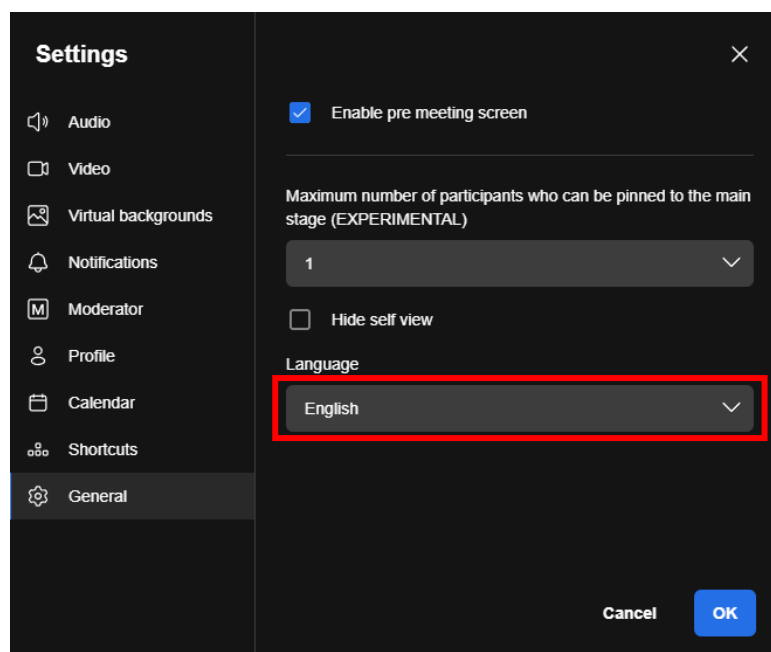 Settings
Audio
Video
Virtual backgrounds
Notifications
M Moderator
Profile
Calendar
Shortcuts
General
Enable pre meeting screen
Maximum number of participants who can be pinned to the main
stage (EXPERIMENTAL)
1
Hide self view
Language
English
Cancel
OK